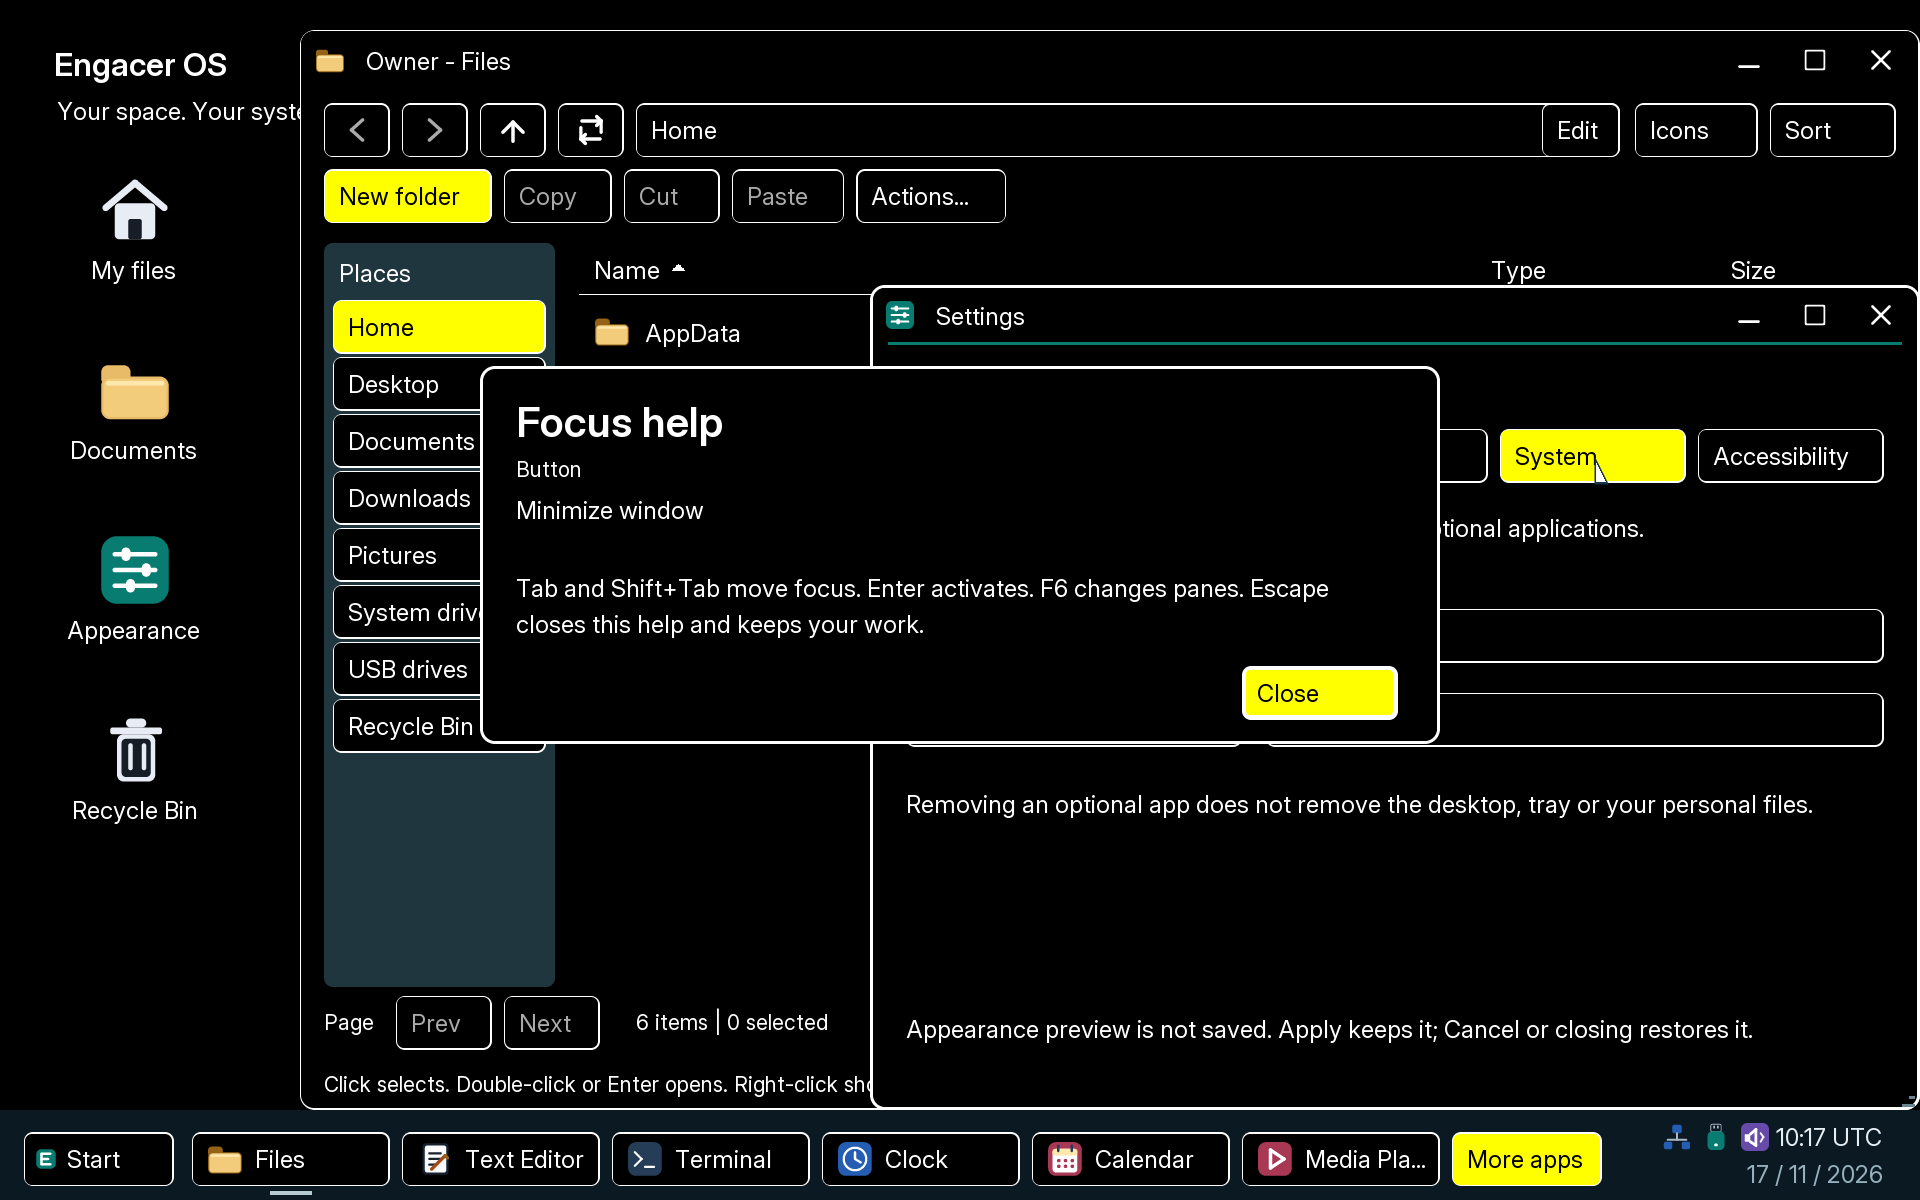 Engacer OS
Your space. Your syste
My files
Documents
Appearance
Recycle Bin
Owner - Files
Home
Edit
Icons
Sort
New folder
Copy
Cut
Paste
Actions...
Places
Home
Desktop
Documents
Downloads
Pictures
System drive
USB drives
Recycle Bin
Name
Type
Size
AppData
Page
Prev
Next
6 items | 0 selected
Click selects. Double-click or Enter opens. Right-click sho
Settings
System
Accessibility
tional applications.
Removing an optional app does not remove the desktop, tray or your personal files.
Appearance preview is not saved. Apply keeps it; Cancel or closing restores it.
Focus help
Button
Minimize window
Tab and Shift+Tab move focus. Enter activates. F6 changes panes. Escape
closes this help and keeps your work.
Close
E Start
Files
Text Editor
Terminal
Clock
Calendar
Media Pla...
More apps
10:17 UTC
17 / 11 / 2026